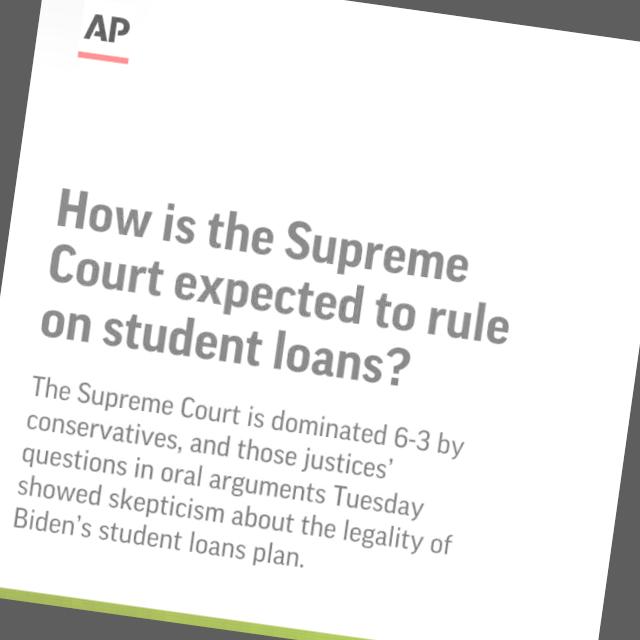 AP
How is the Supreme
Court expected to rule
on student loans?
The Supreme Court is dominated 6-3 by
conservatives, and those justices’
questions in oral arguments Tuesday
showed skepticism about the legality of
Biden’s student loans plan.